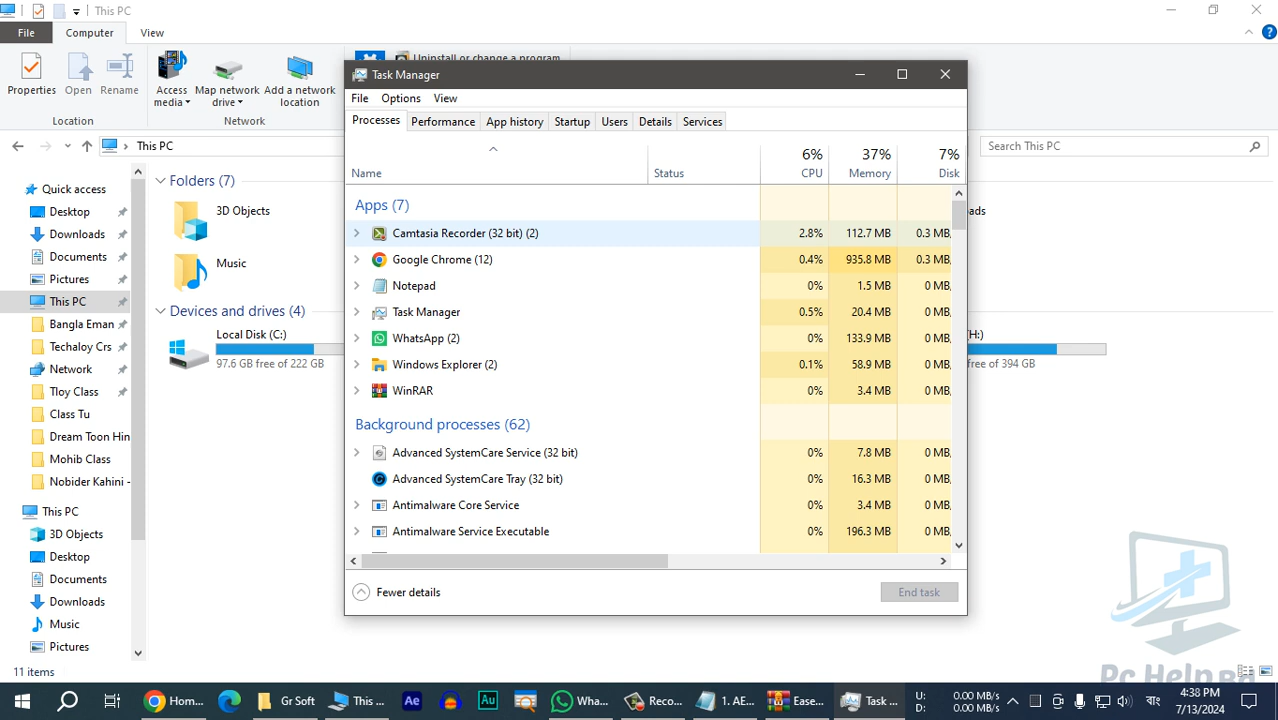 This PC
File
Computer
View
Properties
Open
Rename
Access media
Map network drive
Add a network location
Uninstall or change a program
Location
Network
This PC
Search This PC
Quick access
Desktop
Downloads
Documents
Pictures
This PC
Bangla Eman
Techaloy Crs
Network
Tloy Class
Class Tu
Dream Toon Hin
Mohib Class
Nobider Kahini -
This PC
3D Objects
Desktop
Documents
Downloads
Music
Pictures
11 items
Folders (7)
3D Objects
Music
Devices and drives (4)
Local Disk (C:)
97.6 GB free of 222 GB
ads
(H:)
free of 394 GB
Task Manager
File Options View
Processes Performance App history Startup Users Details Services
6% 37% 7%
Name Status CPU Memory Disk
Apps (7)
Camtasia Recorder (32 bit) (2) 2.8% 112.7 MB 0.3 MB
Google Chrome (12) 0.4% 935.8 MB 0.3 MB
Notepad 0% 1.5 MB 0 MB
Task Manager 0.5% 20.4 MB 0 MB
WhatsApp (2) 0% 133.9 MB 0 MB
Windows Explorer (2) 0.1% 58.9 MB 0 MB
WinRAR 0% 3.4 MB 0 MB
Background processes (62)
Advanced SystemCare Service (32 bit) 0% 7.8 MB 0 MB
Advanced SystemCare Tray (32 bit) 0% 16.3 MB 0 MB
Antimalware Core Service 0% 3.4 MB 0 MB
Antimalware Service Executable 0% 196.3 MB 0 MB
Fewer details
End task
Pc Help BD
Hom...
Gr Soft
This ...
Ae
Au
Wha...
Reco...
1. AE...
Ease...
Task ...
U: 0.00 MB/s
D: 0.00 MB/s
বাং
4:38 PM
7/13/2024